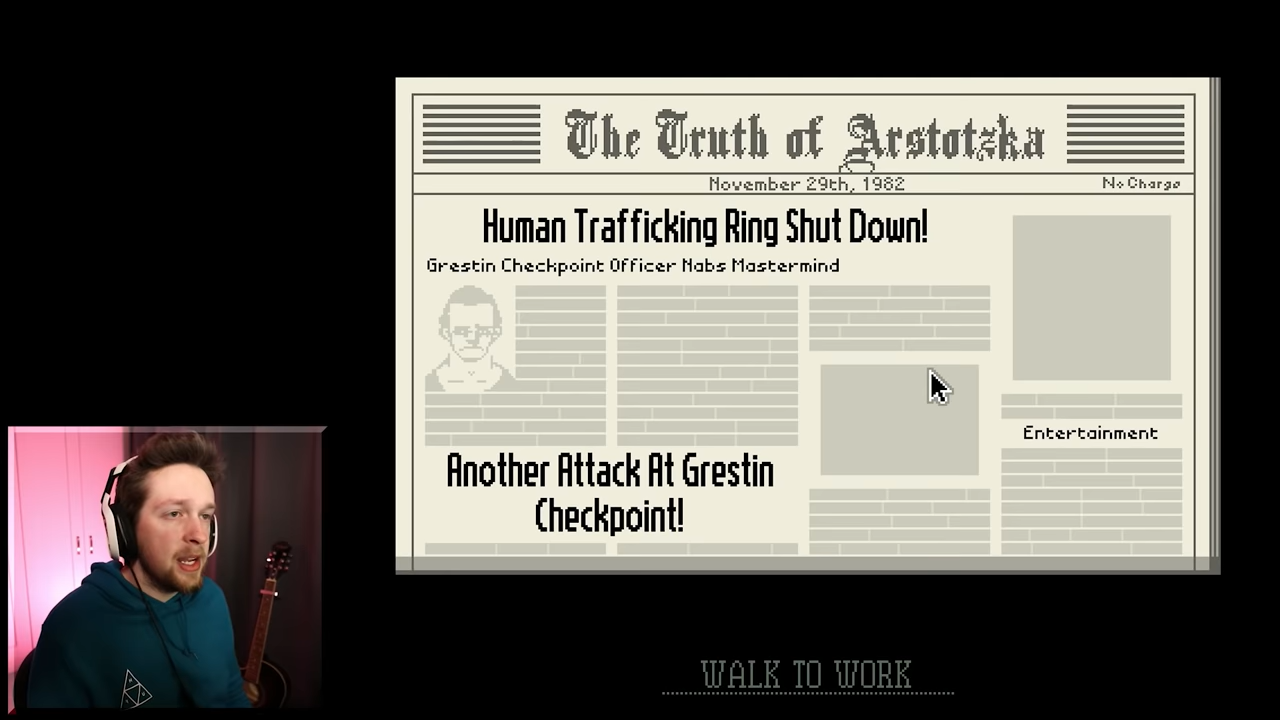 The Truth of Arstotzka
November 29th, 1982
No Charge
Human Trafficking Ring Shut Down!
Grestin Checkpoint Officer Nabs Mastermind
Another Attack At Grestin
Checkpoint!
Entertainment
WALK TO WORK